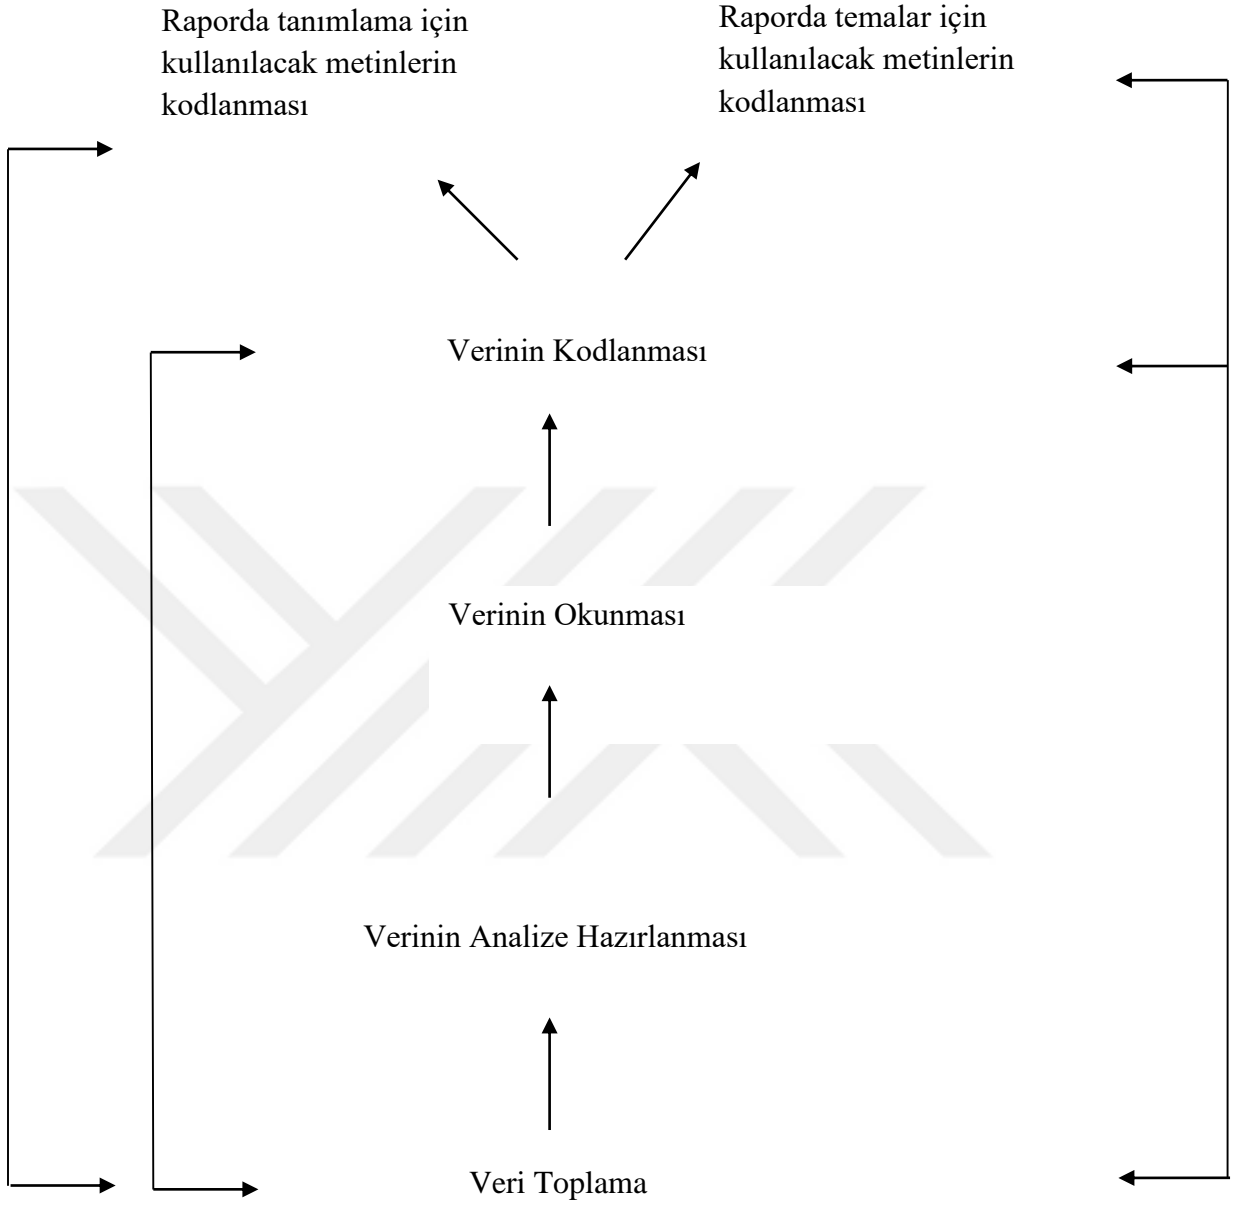 Raporda tanımlama için
kullanılacak metinlerin
kodlanması
Raporda temalar için
kullanılacak metinlerin
kodlanması
Verinin Kodlanması
Verinin Okunması
Verinin Analize Hazırlanması
Veri Toplama